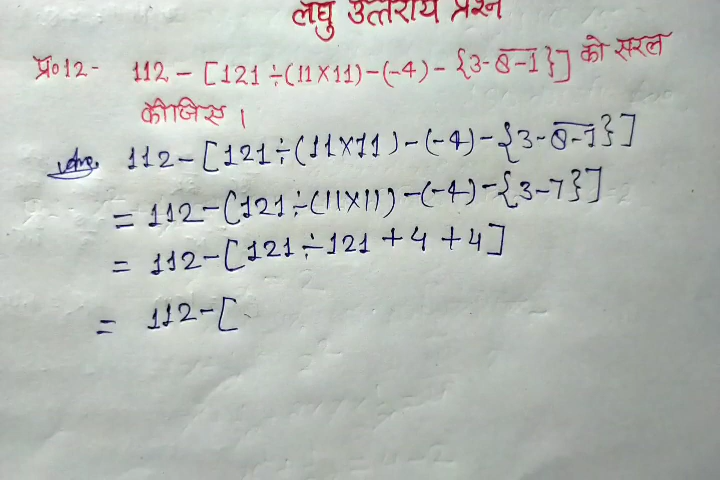 लघु उत्तरीय प्रश्न
प्र०12- 112-[121÷(11×11)-(-4)-{3-8̅-̅1̅}] को सरल
कीजिए।
Ans. 112-[121÷(11×11)-(-4)-{3-8̅-̅1̅}]
= 112-[121÷(11×11)-(-4)-{3-7}]
= 112-[121÷121+4+4]
= 112-[